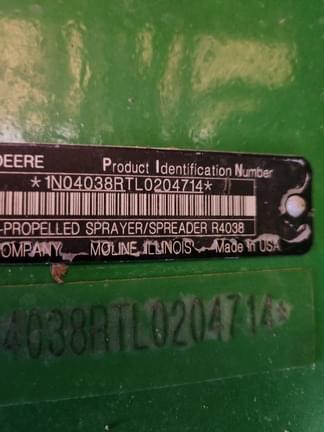 DEERE Product Identification Number
*1N04038RTL0204714*
-PROPELLED SPRAYER/SPREADER R4038
COMPANY MOLINE, ILLINOIS Made in USA
4038RTL0204714*